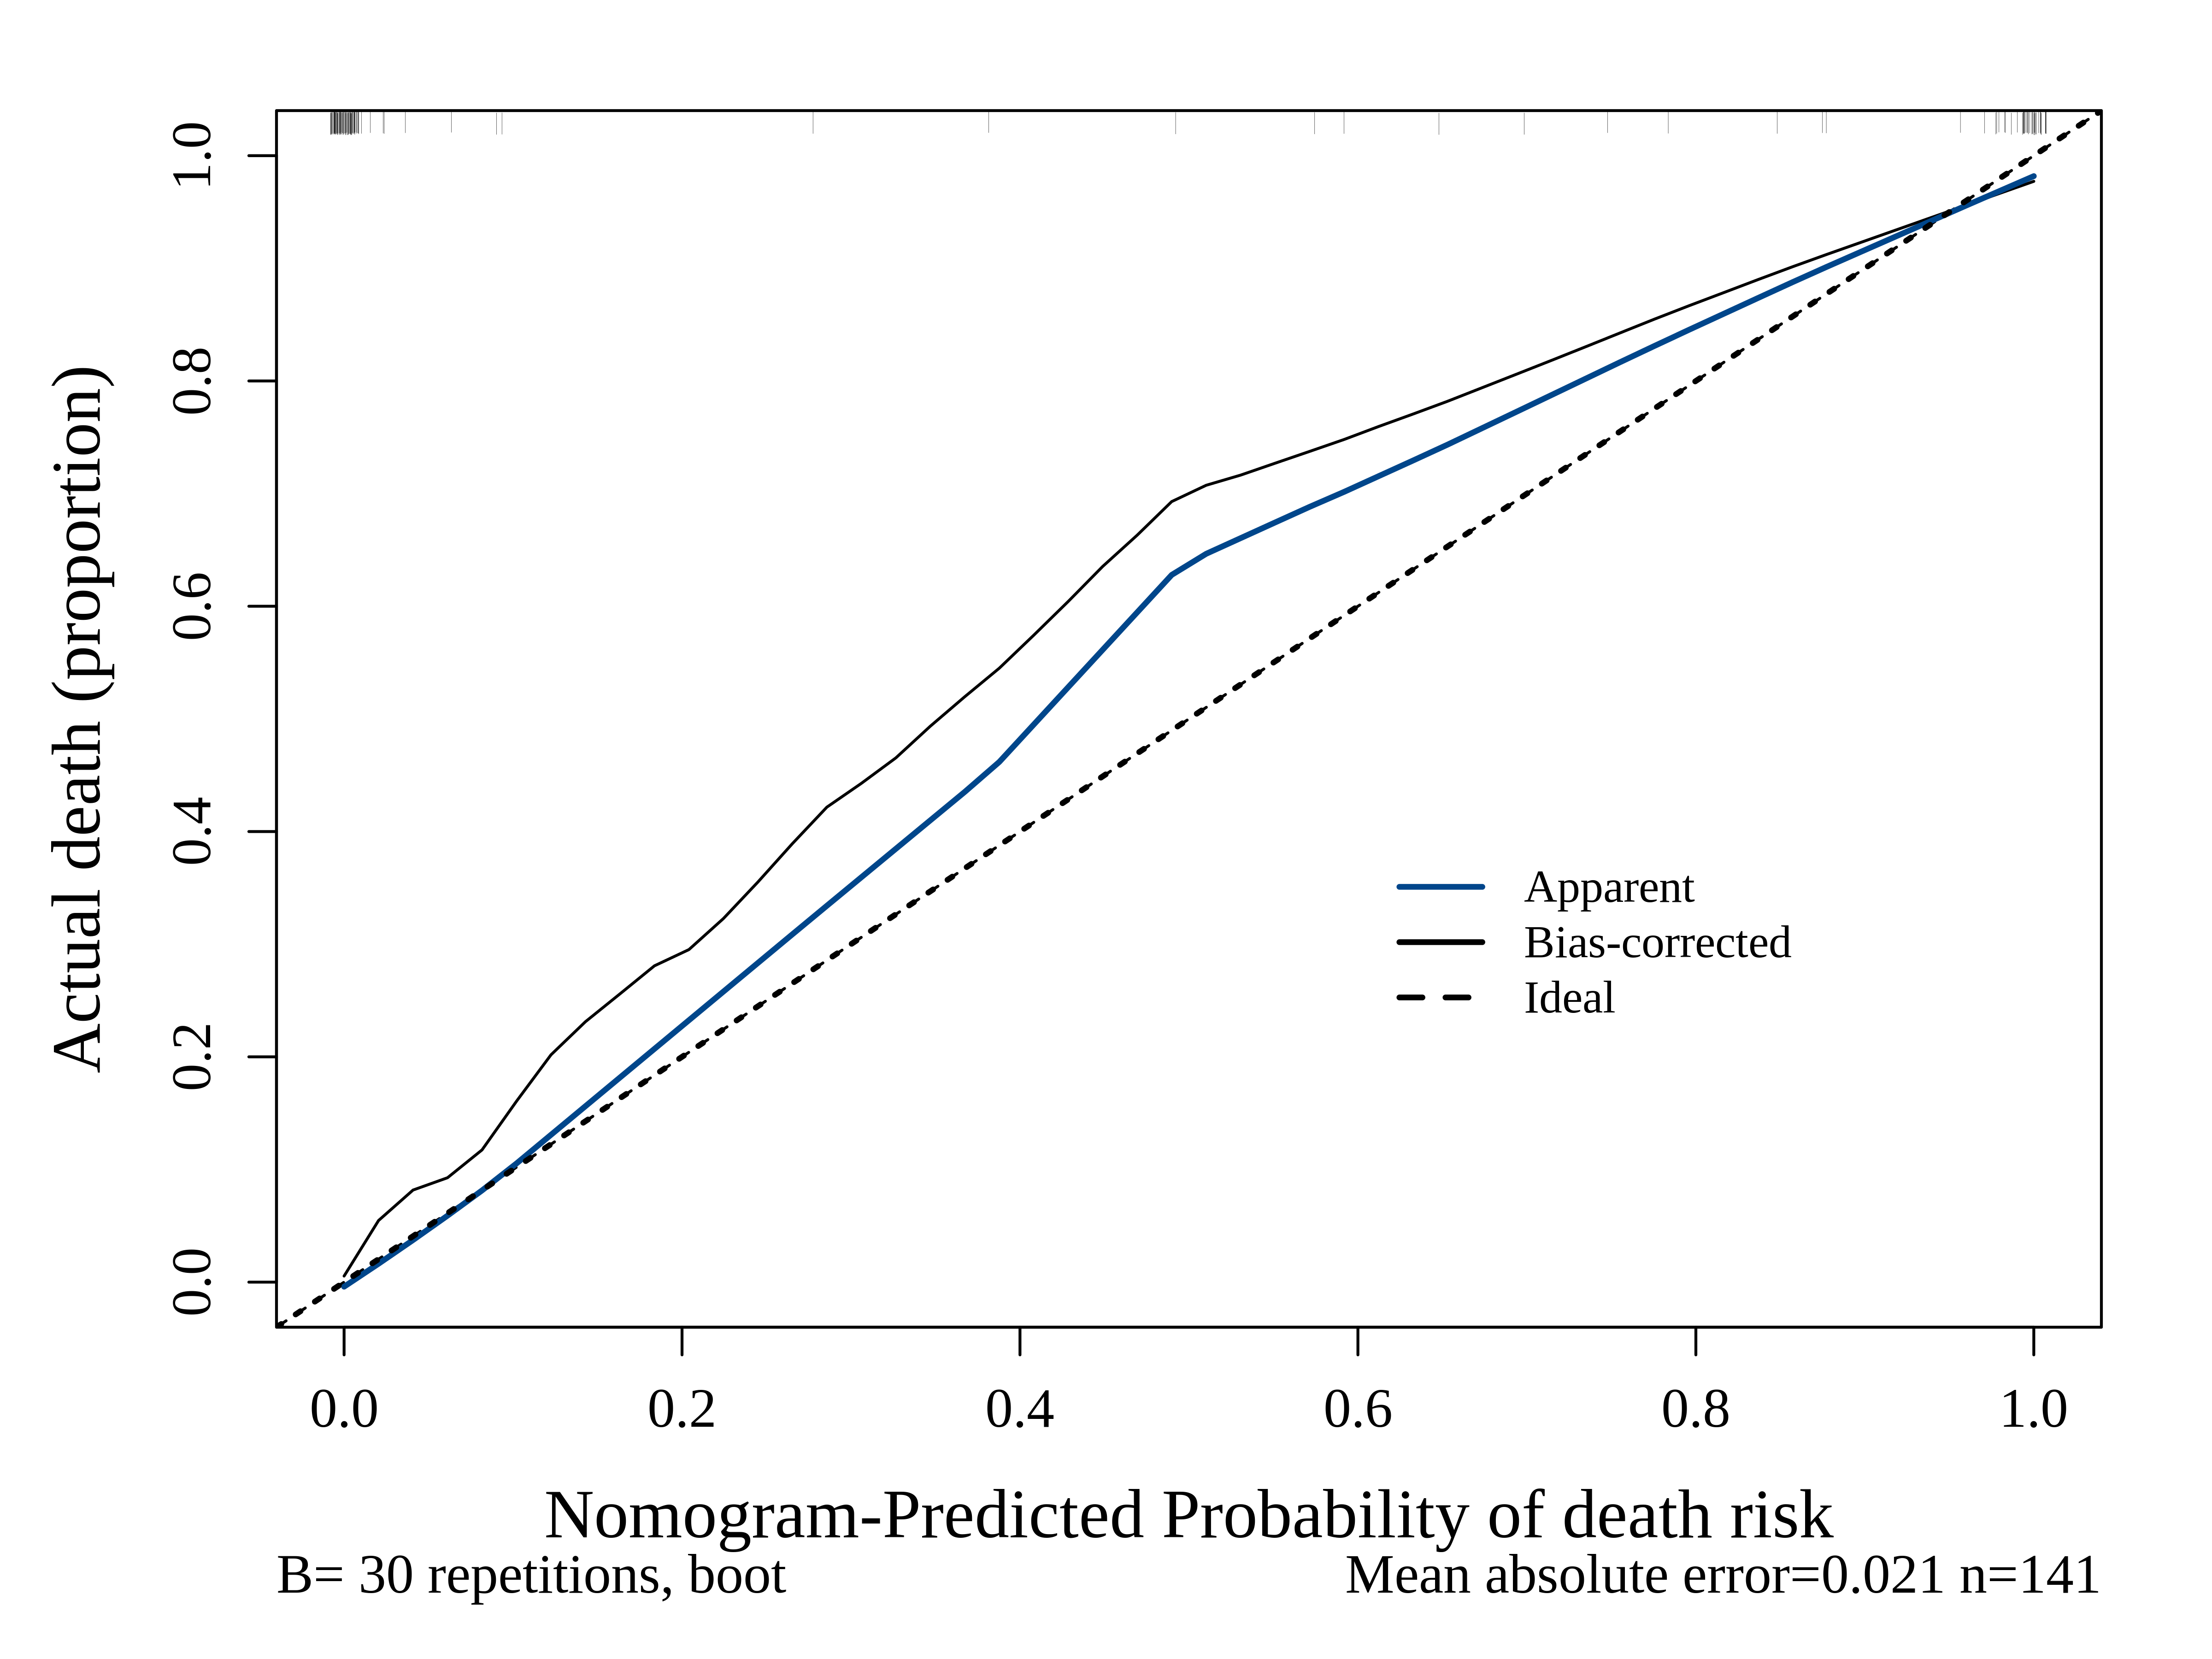 Actual death (proportion)
1.0
0.8
0.6
0.4
0.2
0.0
Apparent
Bias-corrected
Ideal
0.0 0.2 0.4 0.6 0.8 1.0
Nomogram-Predicted Probability of death risk
B= 30 repetitions, boot
Mean absolute error=0.021 n=141